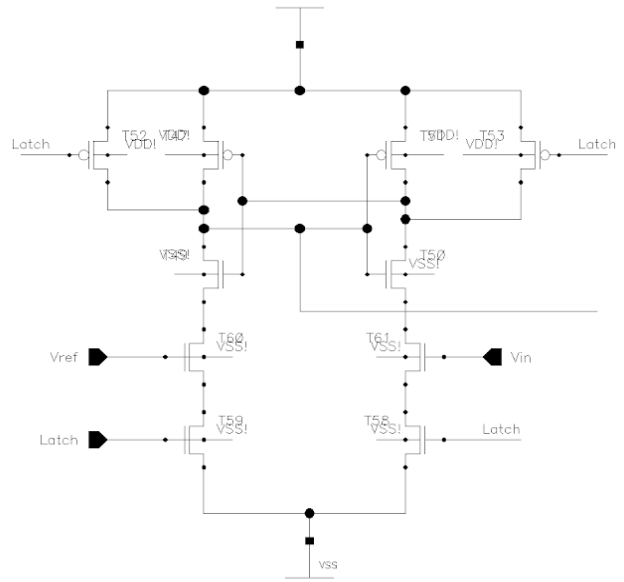 T52 VDD! T53
Latch VDD! VDD! Latch
T50
VSS!
T60 T61
Vref VSS! VSS! Vin
T59 T58
Latch VSS! VSS! Latch
vss